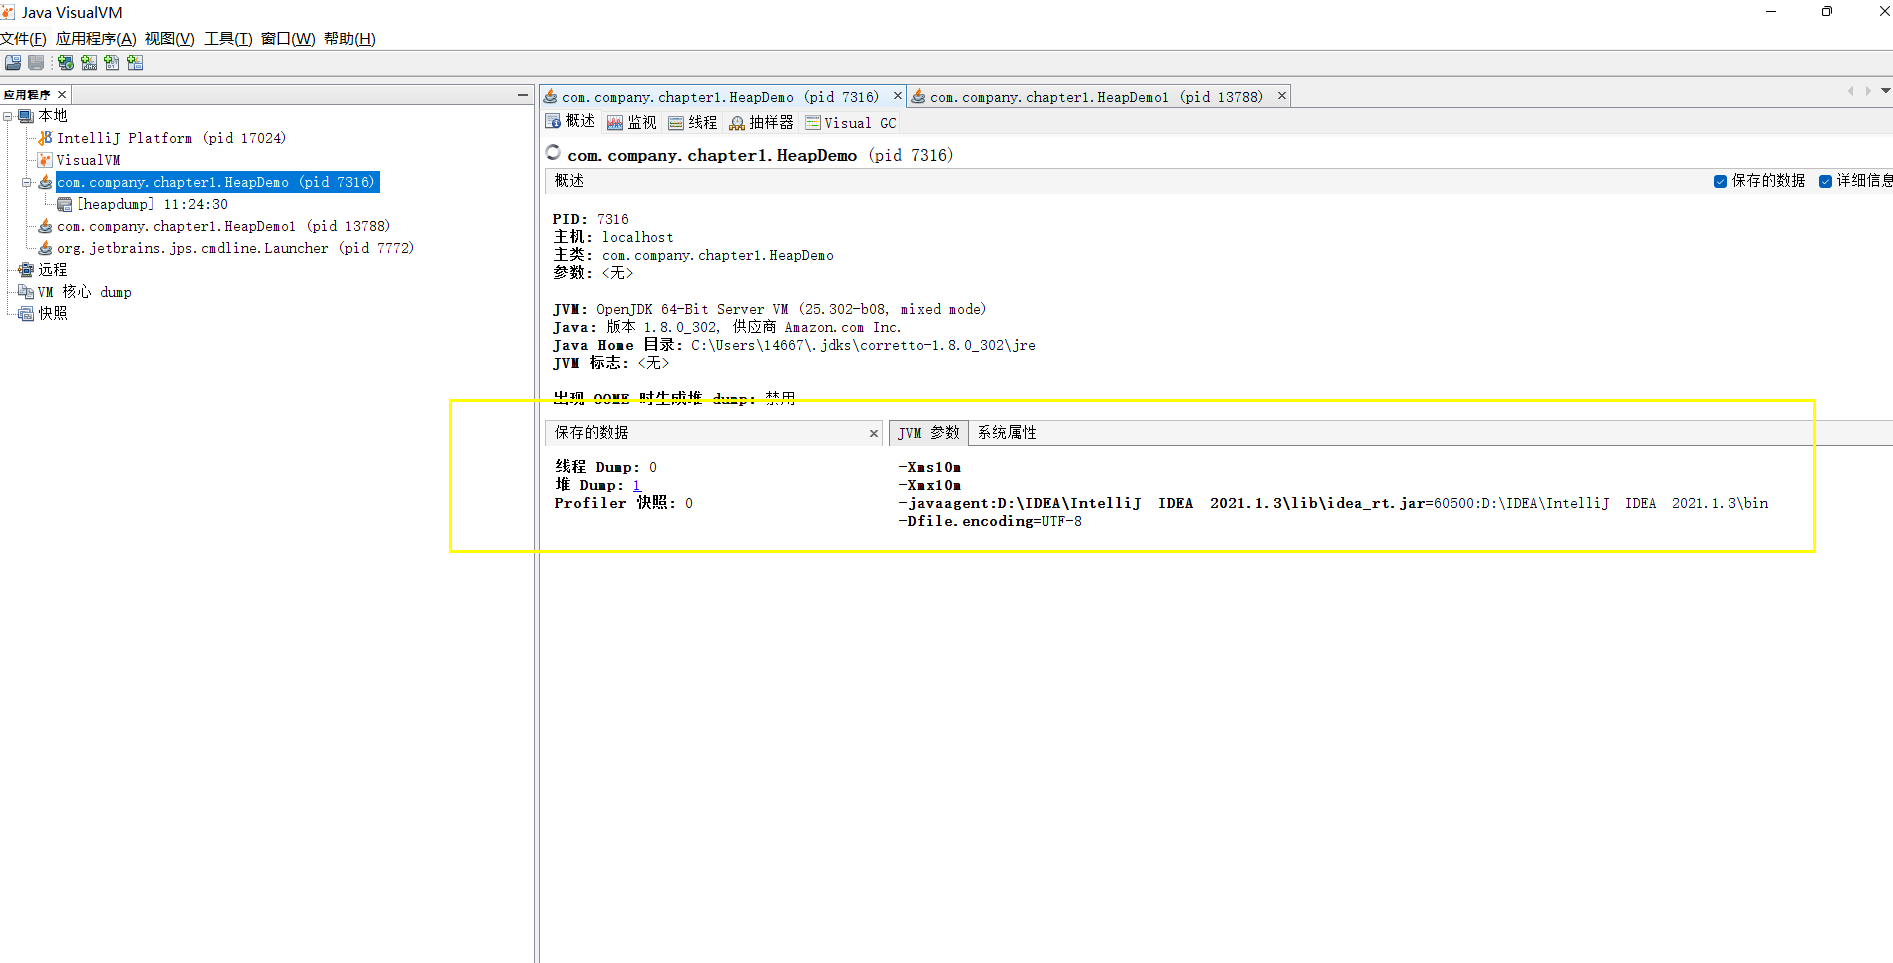 Java VisualVM
文件(F) 应用程序(A) 视图(V) 工具(T) 窗口(W) 帮助(H)
应用程序
本地
IntelliJ Platform (pid 17024)
VisualVM
com.company.chapter1.HeapDemo (pid 7316)
[heapdump] 11:24:30
com.company.chapter1.HeapDemo1 (pid 13788)
org.jetbrains.jps.cmdline.Launcher (pid 7772)
远程
VM 核心 dump
快照
com.company.chapter1.HeapDemo (pid 7316) com.company.chapter1.HeapDemo1 (pid 13788)
概述 监视 线程 抽样器 Visual GC
com.company.chapter1.HeapDemo (pid 7316)
概述 保存的数据 详细信息
PID: 7316
主机: localhost
主类: com.company.chapter1.HeapDemo
参数: <无>
JVM: OpenJDK 64-Bit Server VM (25.302-b08, mixed mode)
Java: 版本 1.8.0_302, 供应商 Amazon.com Inc.
Java Home 目录: C:\Users\14667\.jdks\corretto-1.8.0_302\jre
JVM 标志: <无>
出现 OOME 时生成堆 dump: 禁用
保存的数据
线程 Dump: 0
堆 Dump: 1
Profiler 快照: 0
JVM 参数 系统属性
-Xms10m
-Xmx10m
-javaagent:D:\IDEA\IntelliJ IDEA 2021.1.3\lib\idea_rt.jar=60500:D:\IDEA\IntelliJ IDEA 2021.1.3\bin
-Dfile.encoding=UTF-8